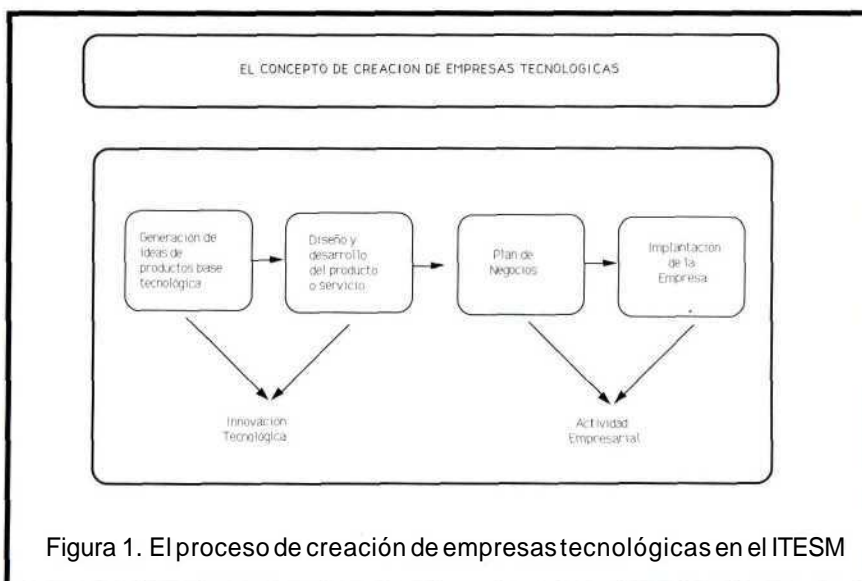 EL CONCEPTO DE CREACION DE EMPRESAS TECNOLOGICAS
Generación de
ideas de
productos base
tecnológica
Diseño y
desarrollo
del producto
o servicio
Plan de
Negocios
Implantación
de la
Empresa
Innovación
Tecnológica
Actividad
Empresarial
Figura 1. El proceso de creación de empresas tecnológicas en el ITESM